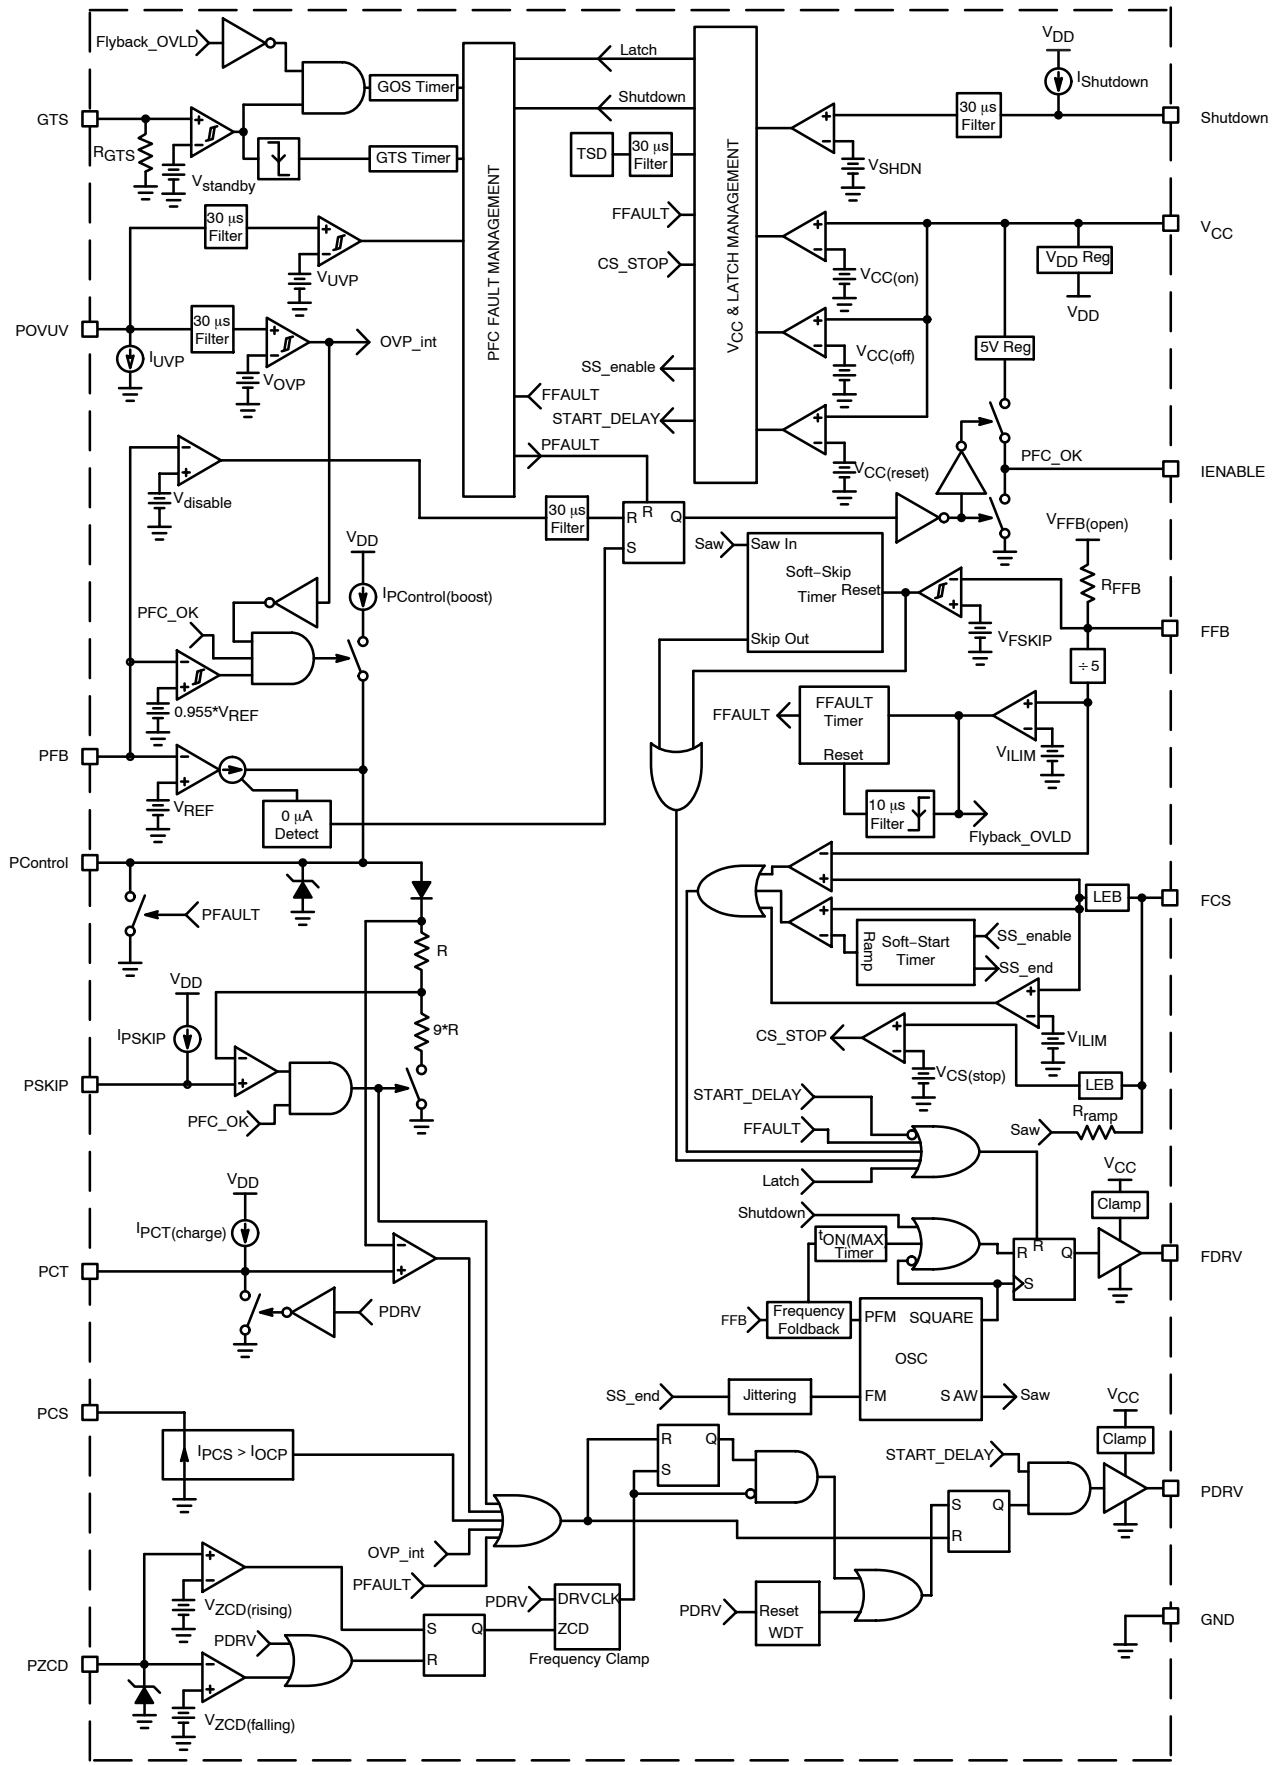 Flyback_OVLD
GTS
RGTS
+
−
Vstandby
GOS Timer
GTS Timer
PFC FAULT MANAGEMENT
Latch
Shutdown
TSD
30 µs
Filter
FFAULT
CS_STOP
SS_enable
START_DELAY
FFAULT
PFAULT
VCC & LATCH MANAGEMENT
VDD
IShutdown
30 µs
Filter
Shutdown
+
−
VSHDN
VCC
+
−
VCC(on)
+
−
VCC(off)
+
−
VCC(reset)
VDD Reg
VDD
5V Reg
PFC_OK
IENABLE
30 µs
Filter
+
−
VUVP
POVUV
30 µs
Filter
IUVP
+
−
VOVP
OVP_int
−
+
Vdisable
30 µs
Filter
R
R
Q
S
VDD
IPControl(boost)
PFC_OK
−
+
0.955*VREF
PFB
−
+
VREF
0 µA
Detect
Saw
Saw In
Soft−Skip
Timer
Reset
Skip Out
−
+
VFSKIP
VFFB(open)
RFFB
FFB
÷ 5
FFAULT
FFAULT
Timer
Reset
+
−
VILIM
10 µs
Filter
Flyback_OVLD
PControl
PFAULT
R
9*R
VDD
IPSKIP
PSKIP
−
+
PFC_OK
−
+
+
−
LEB
FCS
Ramp
Soft−Start
Timer
SS_enable
SS_end
+
−
VILIM
CS_STOP
+
−
VCS(stop)
LEB
Rramp
Saw
START_DELAY
FFAULT
Latch
Shutdown
tON(MAX)
Timer
R
R
Q
S
VCC
Clamp
FDRV
VDD
IPCT(charge)
PCT
−
+
PDRV
FFB
Frequency
Foldback
PFM
SQUARE
OSC
FM
S AW
Saw
SS_end
Jittering
PCS
IPCS > IOCP
R
Q
S
START_DELAY
VCC
Clamp
PDRV
S
Q
R
OVP_int
PFAULT
PDRV
DRV
CLK
ZCD
Frequency Clamp
PDRV
Reset
WDT
GND
+
−
VZCD(rising)
PDRV
S
Q
R
PZCD
−
+
VZCD(falling)